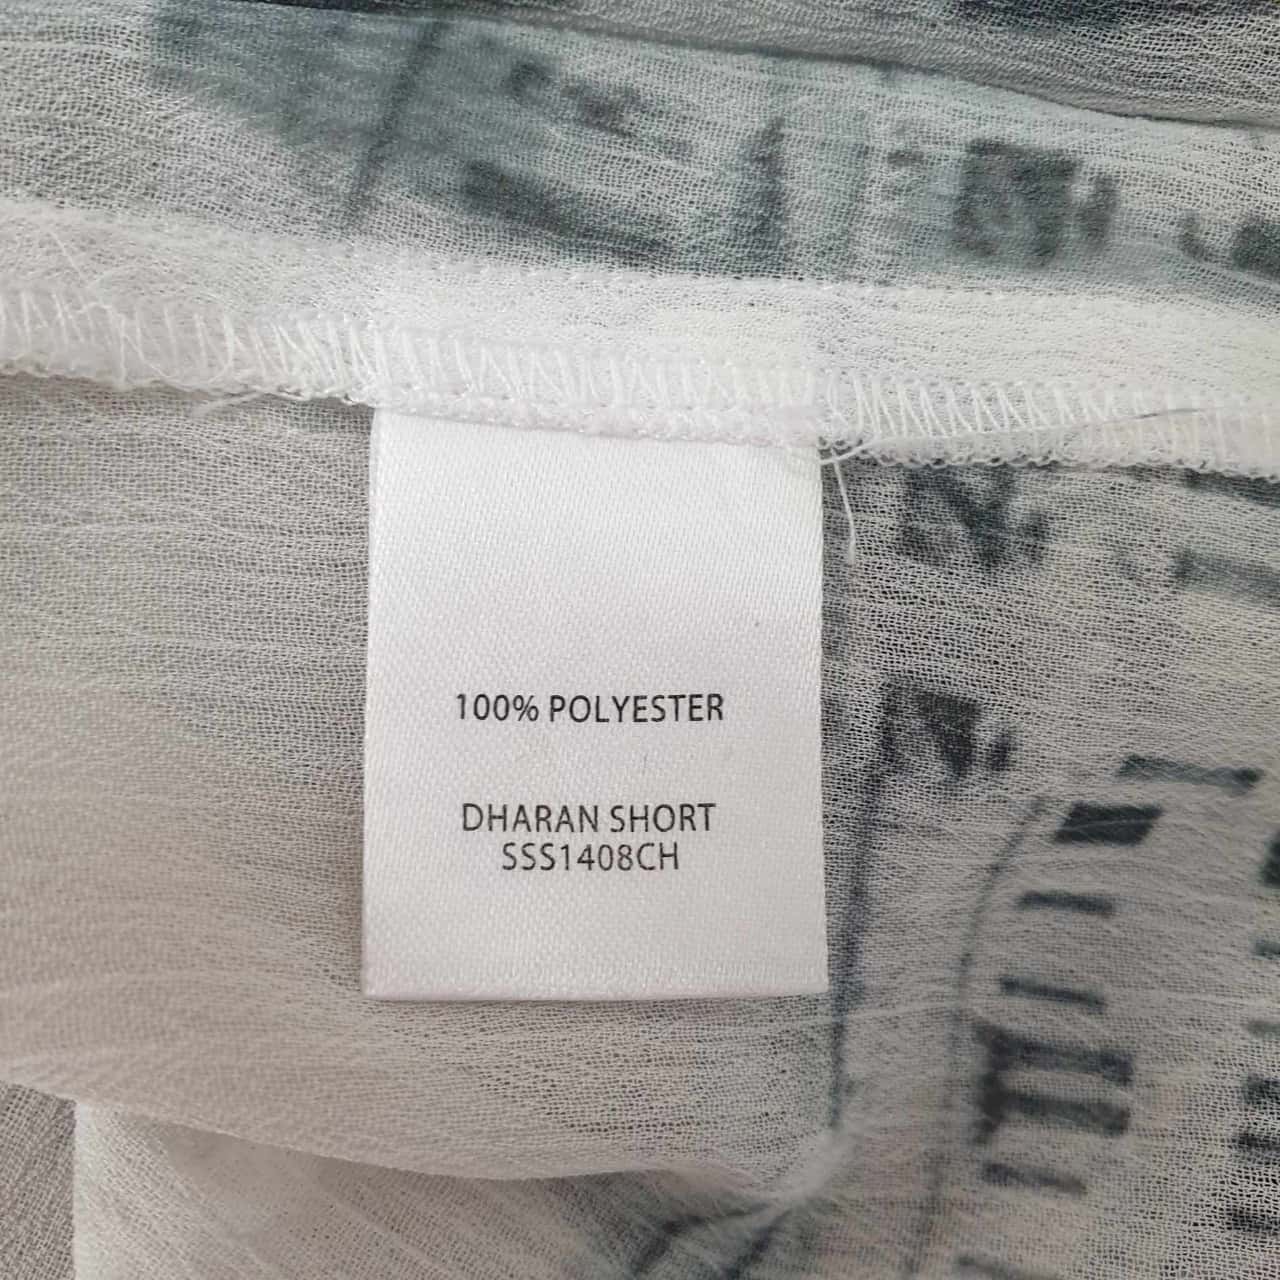 100% POLYESTER
DHARAN SHORT
SSS1408CH